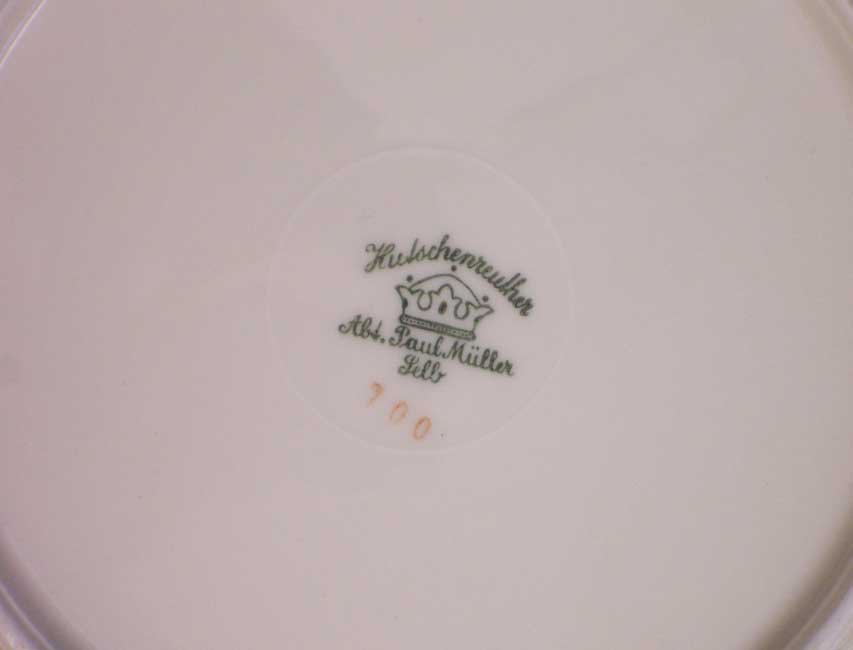 Hutschenreuther
Abt. Paul Müller
Selb
700